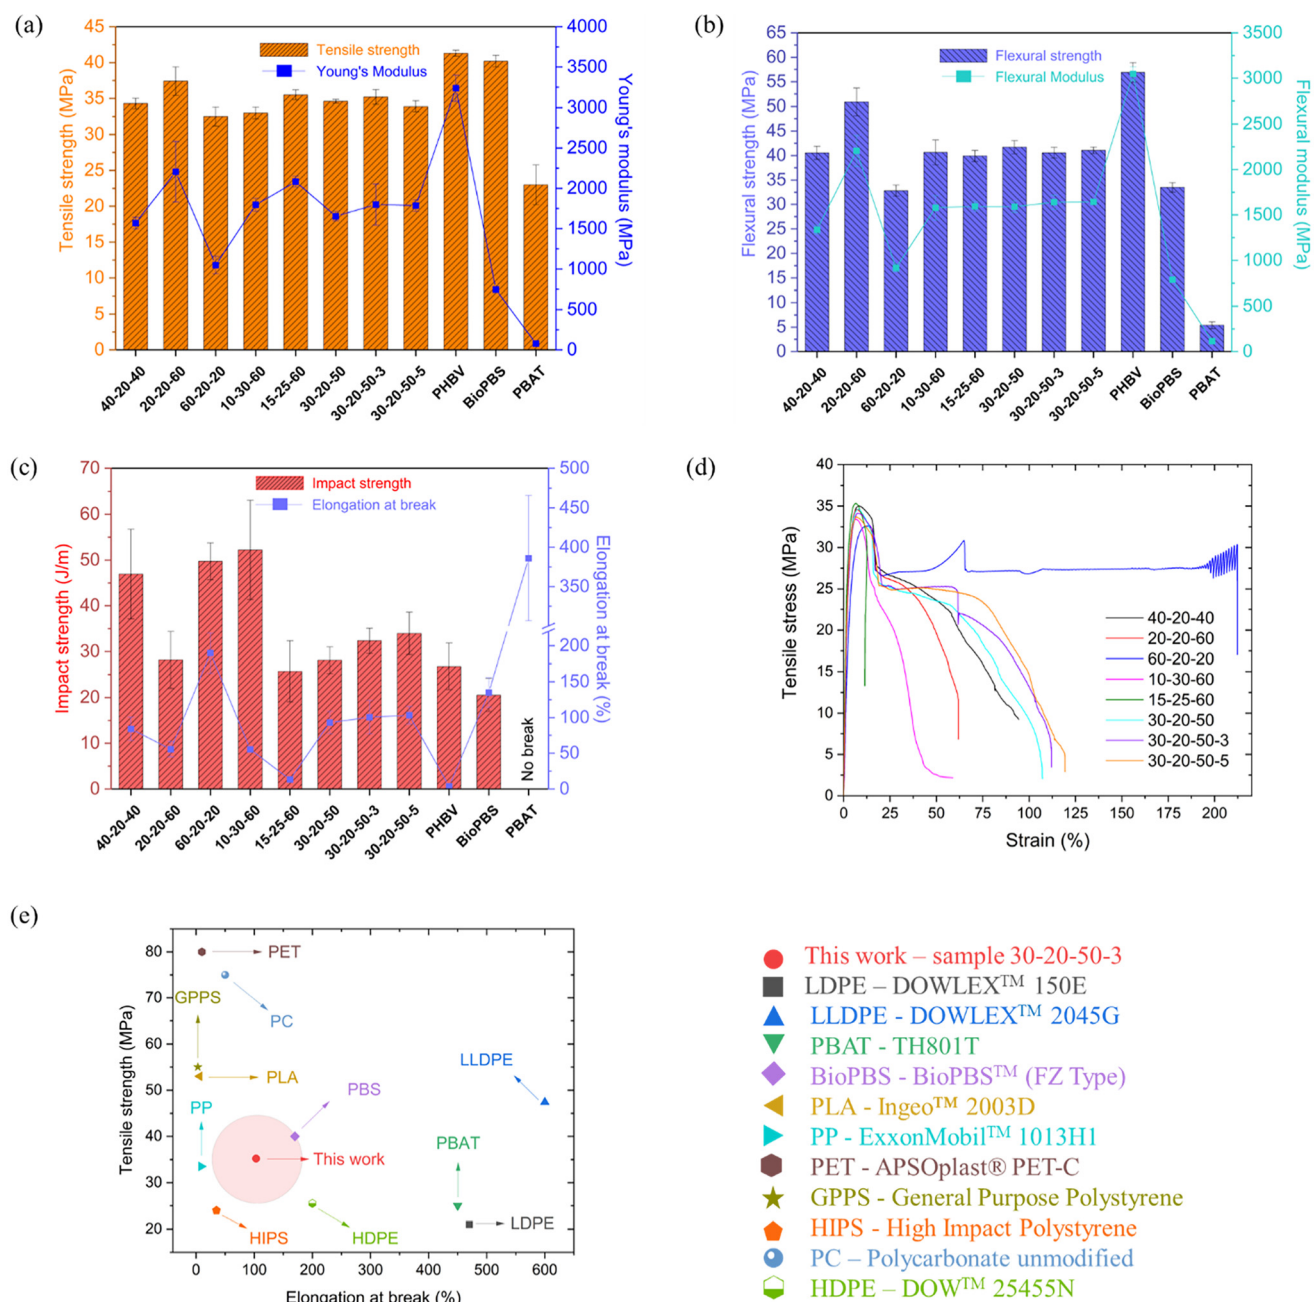 (a)
45
40
35
30
25
20
15
10
5
0
Tensile strength (MPa)
Tensile strength
Young's Modulus
4000
3500
3000
2500
2000
1500
1000
500
0
Young's modulus (MPa)
40-20-40
20-20-60
60-20-20
10-30-60
15-25-60
30-20-50
30-20-50-3
30-20-50-5
PHBV
BioPBS
PBAT
(b)
65
60
55
50
45
40
35
30
25
20
15
10
5
0
Flexural strength (MPa)
Flexural strength
Flexural Modulus
3500
3000
2500
2000
1500
1000
500
0
Flexural modulus (MPa)
40-20-40
20-20-60
60-20-20
10-30-60
15-25-60
30-20-50
30-20-50-3
30-20-50-5
PHBV
BioPBS
PBAT
(c)
70
60
50
40
30
20
10
0
Impact strength (J/m)
Impact strength
Elongation at break
No break
500
450
400
350
200
150
100
50
0
Elongation at break (%)
40-20-40
20-20-60
60-20-20
10-30-60
15-25-60
30-20-50
30-20-50-3
30-20-50-5
PHBV
BioPBS
PBAT
(d)
40
35
30
25
20
15
10
5
0
Tensile stress (MPa)
40-20-40
20-20-60
60-20-20
10-30-60
15-25-60
30-20-50
30-20-50-3
30-20-50-5
0 25 50 75 100 125 150 175 200
Strain (%)
(e)
80
70
60
50
40
30
20
Tensile strength (MPa)
PET
GPPS
PC
LLDPE
PLA
PBS
PP
PBAT
This work
LDPE
HIPS
HDPE
0 100 200 300 400 500 600
Elongation at break (%)
This work – sample 30-20-50-3
LDPE – DOWLEX™ 150E
LLDPE - DOWLEX™ 2045G
PBAT - TH801T
BioPBS - BioPBS™ (FZ Type)
PLA - Ingeo™ 2003D
PP - ExxonMobil™ 1013H1
PET - APSOplast® PET-C
GPPS - General Purpose Polystyrene
HIPS - High Impact Polystyrene
PC – Polycarbonate unmodified
HDPE – DOW™ 25455N